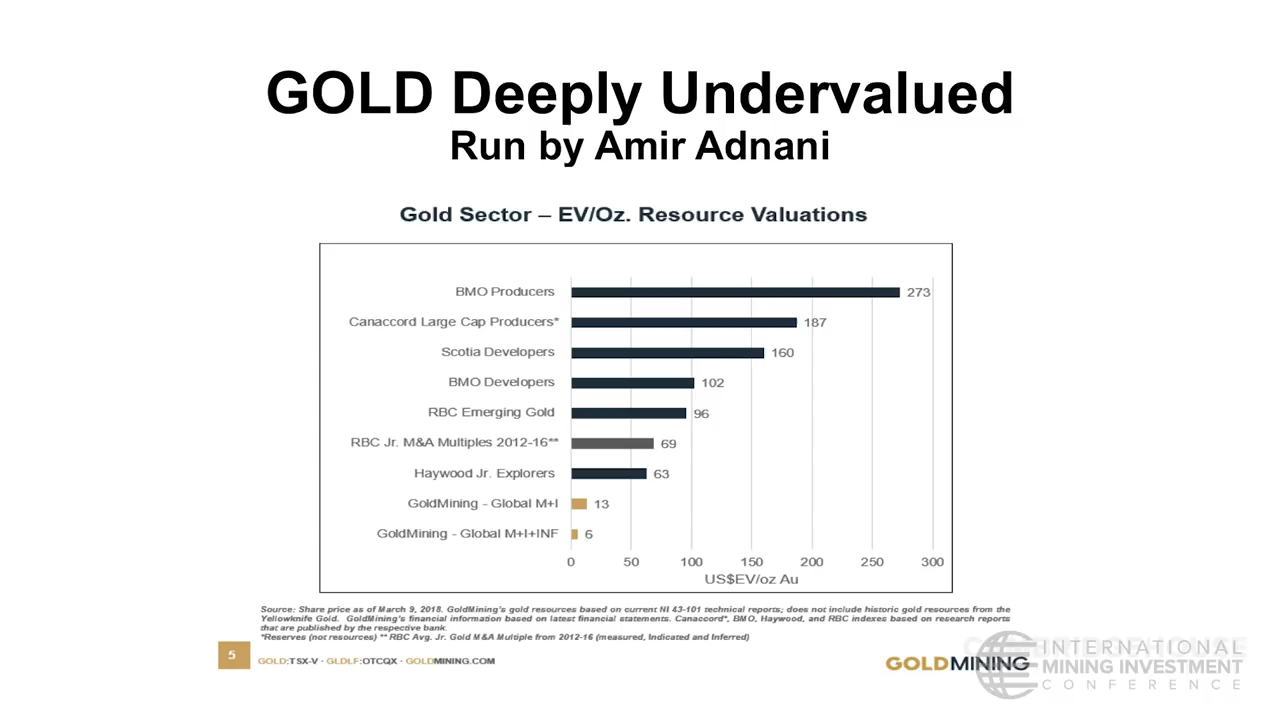 GOLD Deeply Undervalued
Run by Amir Adnani
Gold Sector – EV/Oz. Resource Valuations
BMO Producers 273
Canaccord Large Cap Producers* 187
Scotia Developers 160
BMO Developers 102
RBC Emerging Gold 96
RBC Jr. M&A Multiples 2012-16** 69
Haywood Jr. Explorers 63
GoldMining - Global M+I 13
GoldMining - Global M+I+INF 6
0 50 100 150 200 250 300
US$EV/oz Au
Source: Share price as of March 9, 2018. GoldMining's gold resources based on current NI 43-101 technical reports; does not include historic gold resources from the
Yellowknife Gold. GoldMining's financial information based on latest financial statements. Canaccord*, BMO, Haywood, and RBC indexes based on research reports
that are published by the respective bank.
*Reserves (not resources) ** RBC Avg. Jr. Gold M&A Multiple from 2012-16 (measured, Indicated and Inferred)
5
GOLD:TSX-V · GLDLF:OTCQX · GOLDMINING.COM
GOLDMINING
INTERNATIONAL
MINING INVESTMENT
CONFERENCE